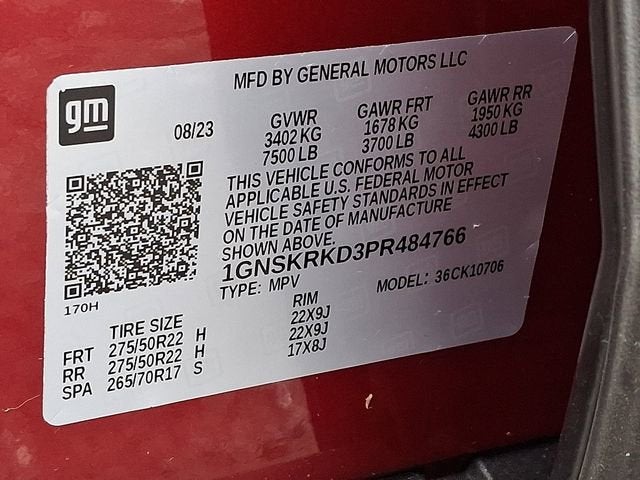 MFD BY GENERAL MOTORS LLC
gm
08/23
GVWR GAWR FRT GAWR RR
3402 KG 1678 KG 1950 KG
7500 LB 3700 LB 4300 LB
THIS VEHICLE CONFORMS TO ALL
APPLICABLE U.S. FEDERAL MOTOR
VEHICLE SAFETY STANDARDS IN EFFECT
ON THE DATE OF MANUFACTURE
SHOWN ABOVE.
1GNSKRKD3PR484766
TYPE: MPV MODEL: 36CK10706
170H
TIRE SIZE RIM
FRT 275/50R22 H 22X9J
RR 275/50R22 H 22X9J
SPA 265/70R17 S 17X8J